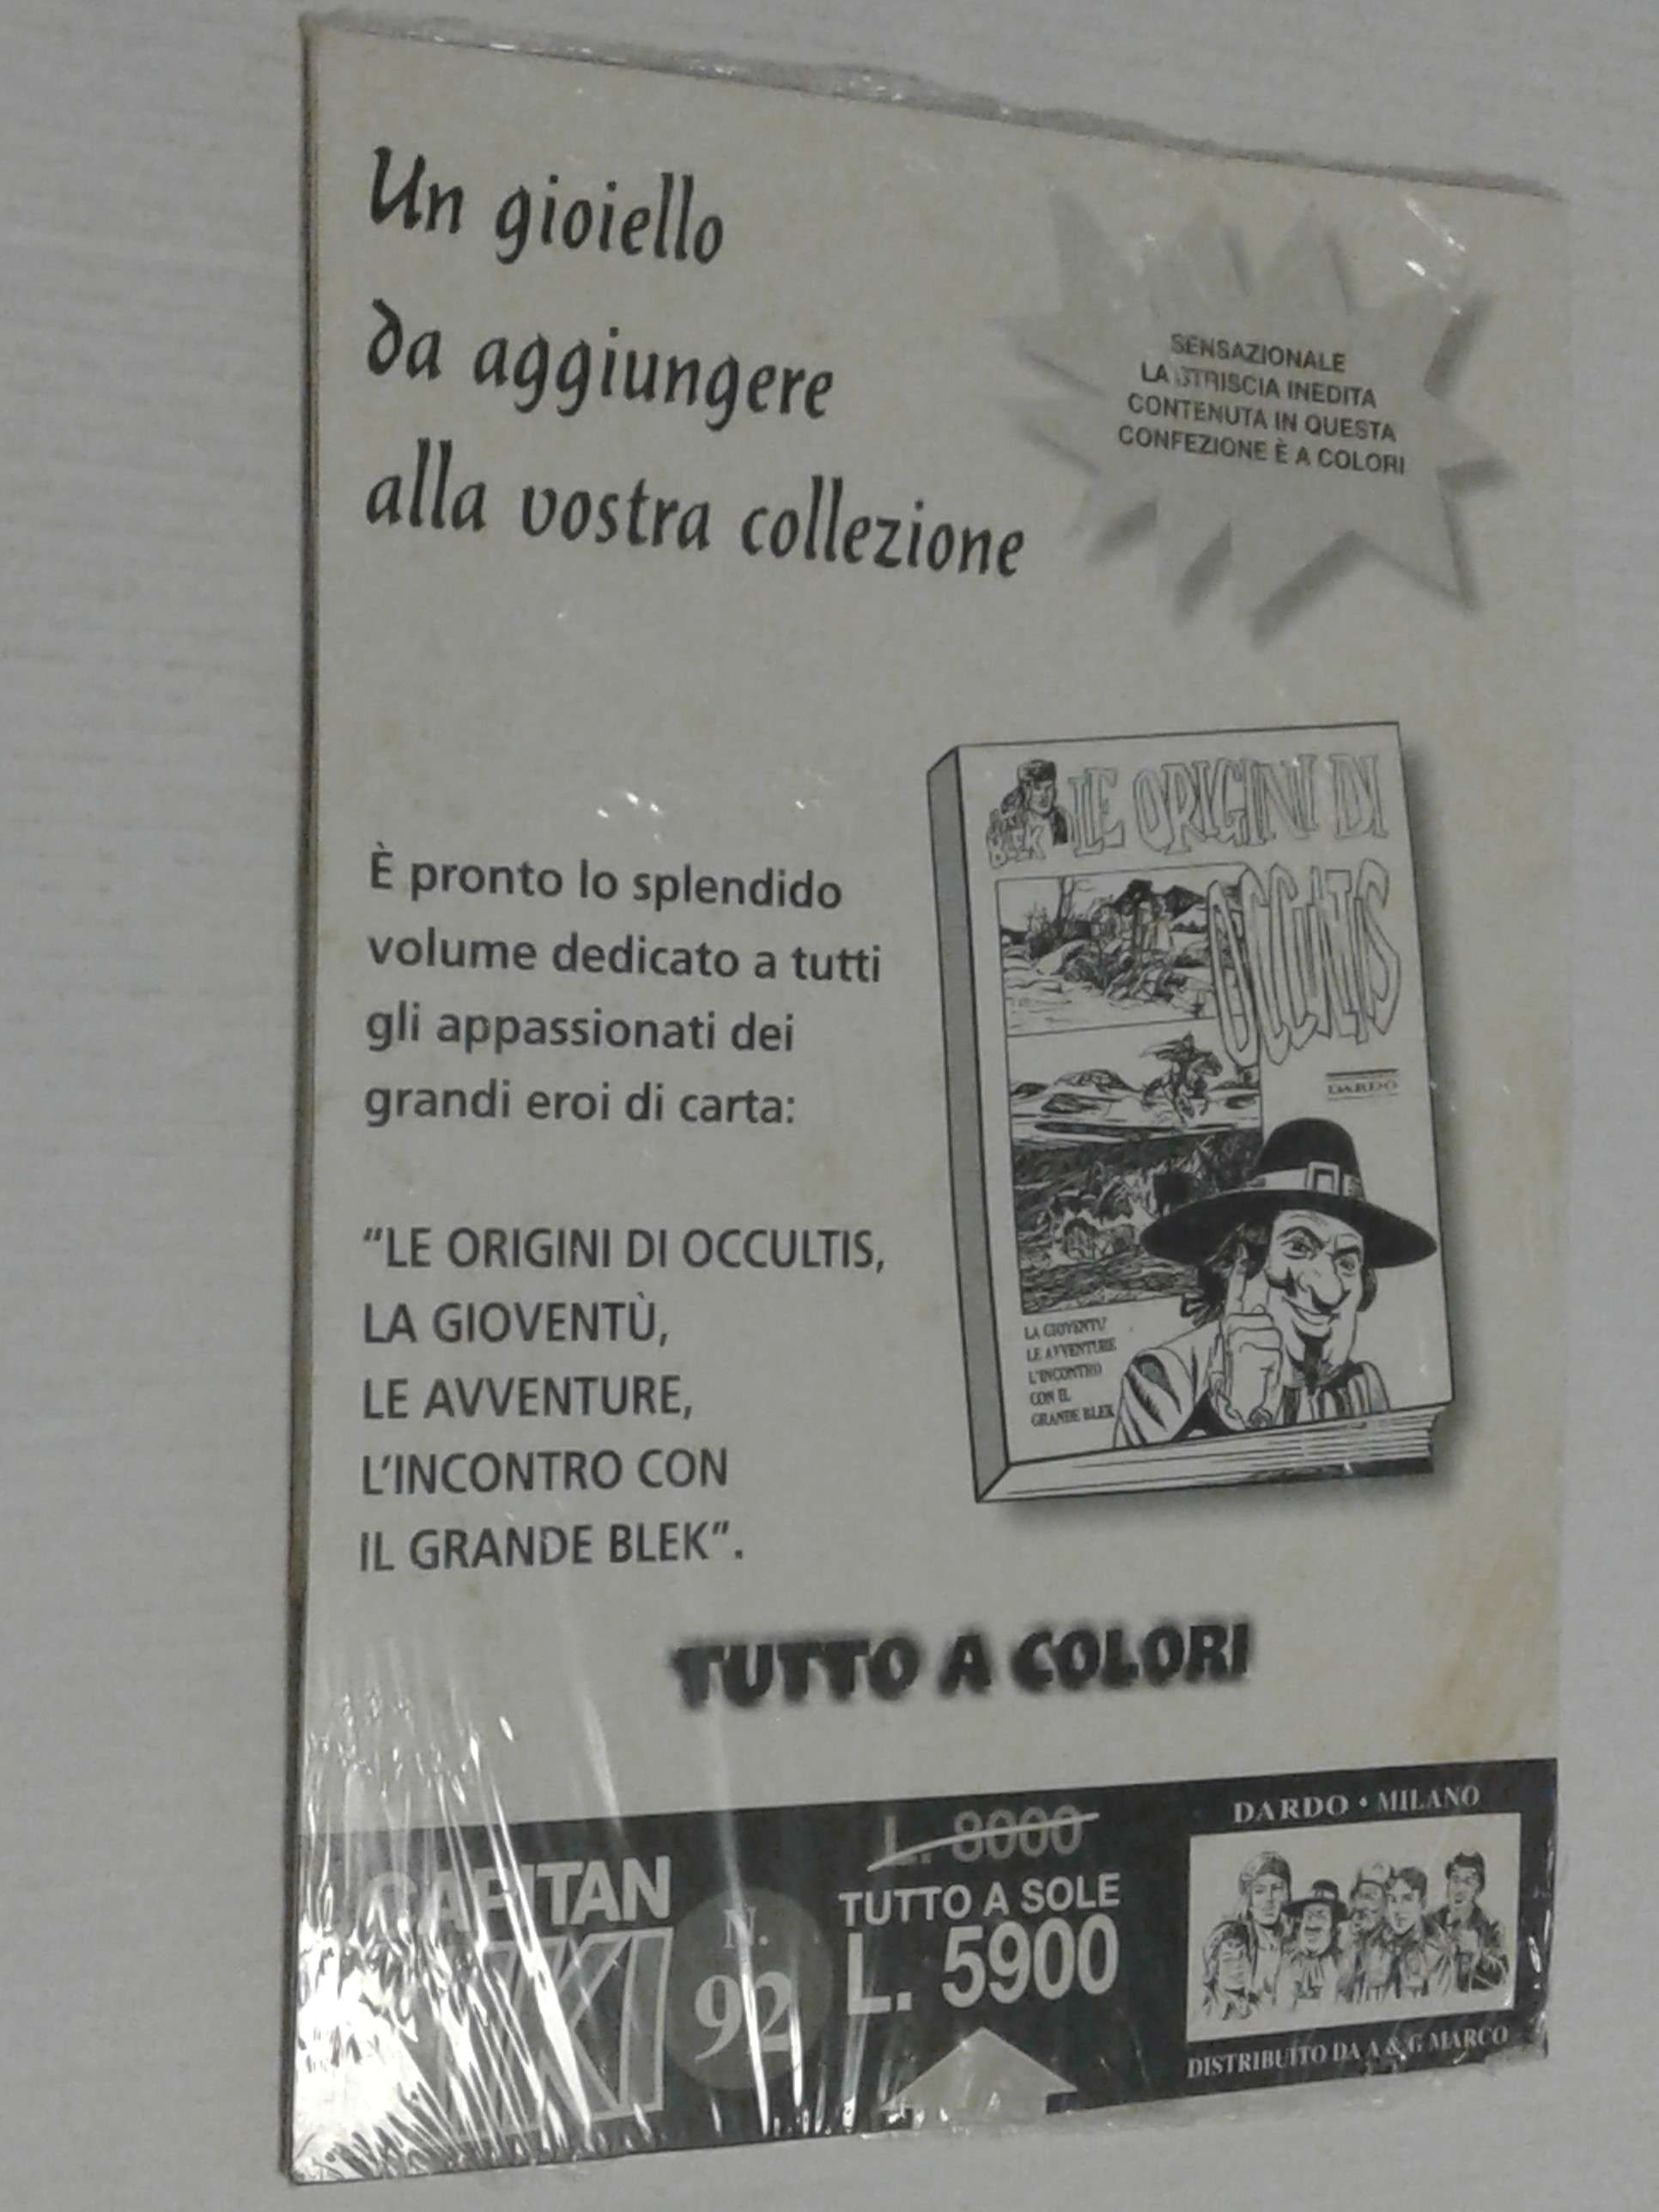 Un gioiello
da aggiungere
alla vostra collezione
SENSAZIONALE
LA STRISCIA INEDITA
CONTENUTA IN QUESTA
CONFEZIONE È A COLORI
È pronto lo splendido
volume dedicato a tutti
gli appassionati dei
grandi eroi di carta:
"LE ORIGINI DI OCCULTIS,
LA GIOVENTÙ,
LE AVVENTURE,
L'INCONTRO CON
IL GRANDE BLEK".
BLEK
LE ORIGINI DI
OCCULTIS
DARDO
LA GIOVENTU'
LE AVVENTURE
L'INCONTRO
CON IL
GRANDE BLEK
TUTTO A COLORI
CAPITAN
MIKI
N.
92
L. 8000
TUTTO A SOLE
L. 5900
DARDO • MILANO
DISTRIBUITO DA A & G MARCO